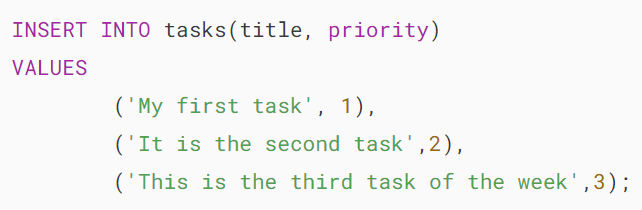 INSERT INTO tasks(title, priority)
VALUES
('My first task', 1),
('It is the second task',2),
('This is the third task of the week',3);